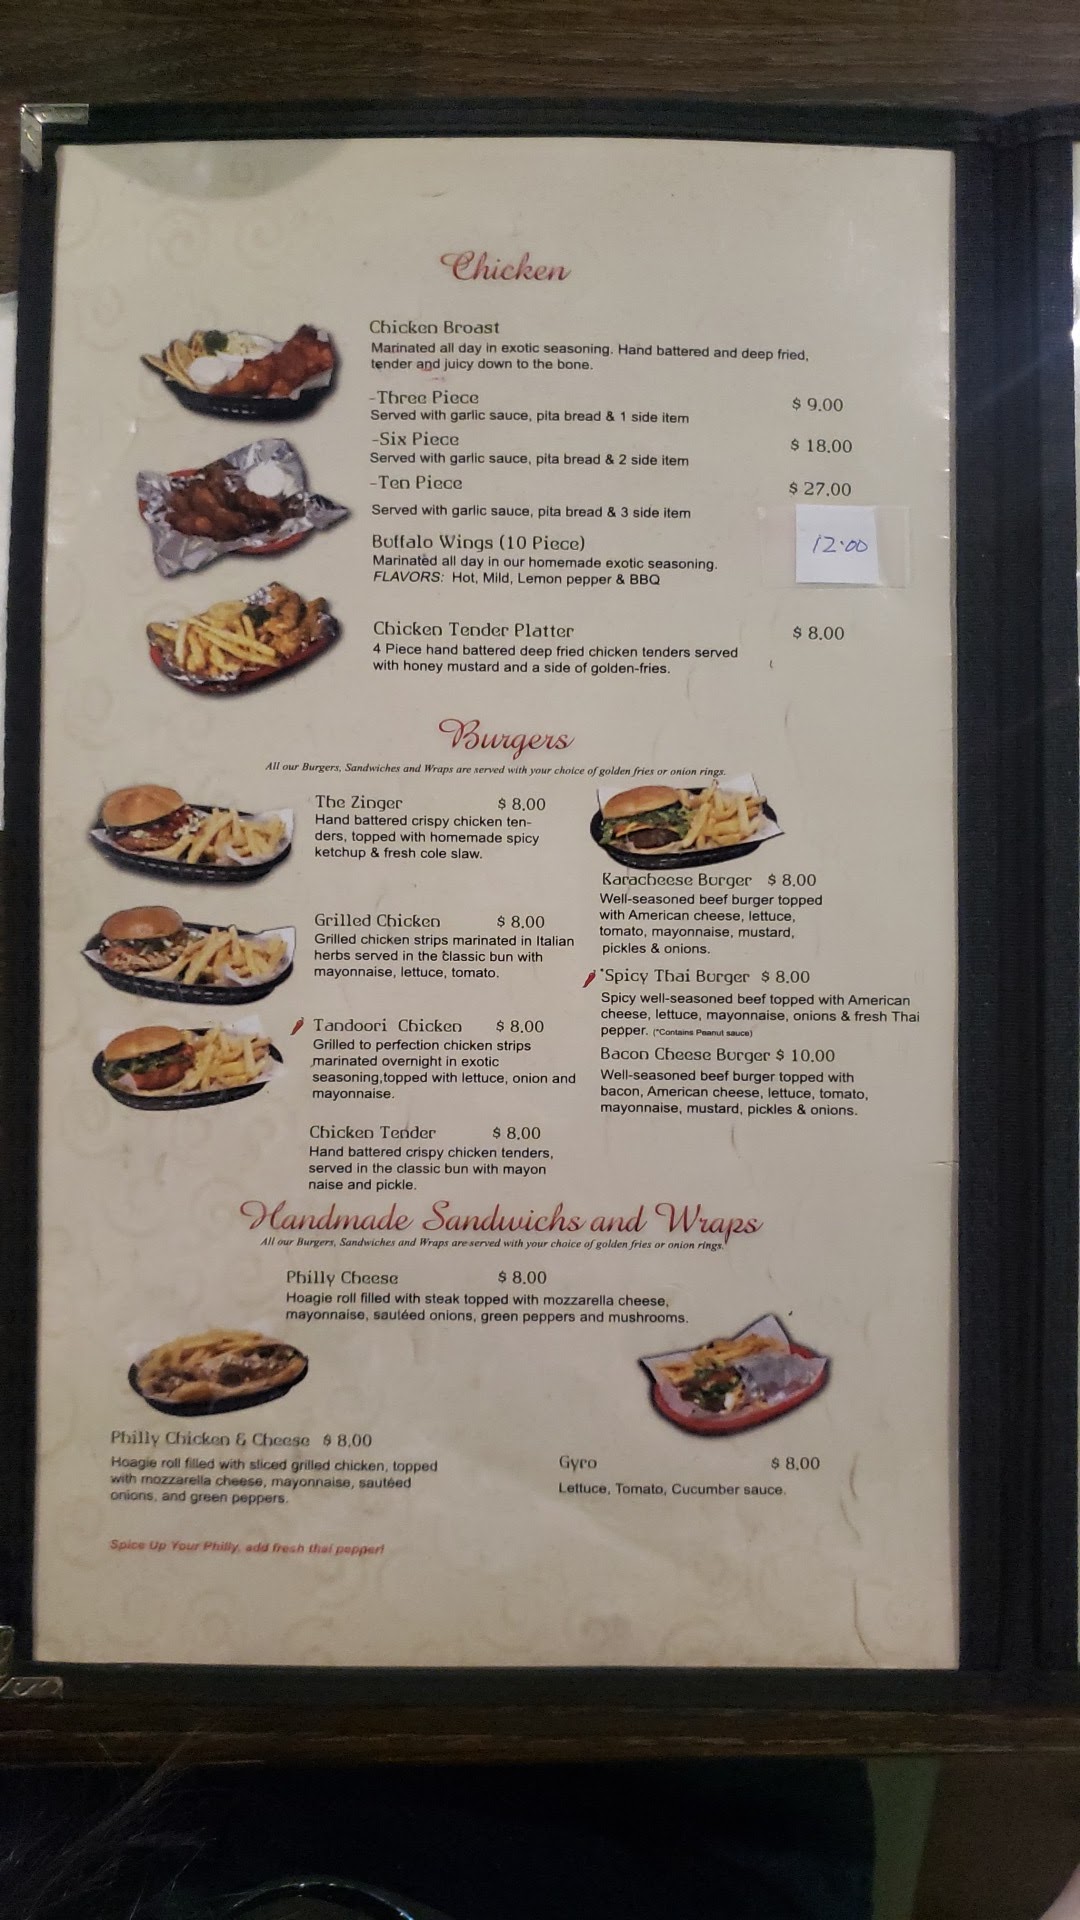 Chicken
Chicken Broast
Marinated all day in exotic seasoning. Hand battered and deep fried,
tender and juicy down to the bone.
-Three Piece $ 9.00
Served with garlic sauce, pita bread & 1 side item
-Six Piece $ 18.00
Served with garlic sauce, pita bread & 2 side item
-Ten Piece $ 27.00
Served with garlic sauce, pita bread & 3 side item
Buffalo Wings (10 Piece) 12.00
Marinated all day in our homemade exotic seasoning.
FLAVORS: Hot, Mild, Lemon pepper & BBQ
Chicken Tender Platter $ 8.00
4 Piece hand battered deep fried chicken tenders served
with honey mustard and a side of golden-fries.
Burgers
All our Burgers, Sandwiches and Wraps are served with your choice of golden fries or onion rings.
The Zinger $ 8.00
Hand battered crispy chicken ten-
ders, topped with homemade spicy
ketchup & fresh cole slaw.
Grilled Chicken $ 8.00
Grilled chicken strips marinated in Italian
herbs served in the classic bun with
mayonnaise, lettuce, tomato.
Tandoori Chicken $ 8.00
Grilled to perfection chicken strips
marinated overnight in exotic
seasoning,topped with lettuce, onion and
mayonnaise.
Chicken Tender $ 8.00
Hand battered crispy chicken tenders,
served in the classic bun with mayon
naise and pickle.
Karacheese Burger $ 8.00
Well-seasoned beef burger topped
with American cheese, lettuce,
tomato, mayonnaise, mustard,
pickles & onions.
*Spicy Thai Burger $ 8.00
Spicy well-seasoned beef topped with American
cheese, lettuce, mayonnaise, onions & fresh Thai
pepper. (*Contains Peanut sauce)
Bacon Cheese Burger $ 10.00
Well-seasoned beef burger topped with
bacon, American cheese, lettuce, tomato,
mayonnaise, mustard, pickles & onions.
Handmade Sandwichs and Wraps
All our Burgers, Sandwiches and Wraps are served with your choice of golden fries or onion rings.
Philly Cheese $ 8.00
Hoagie roll filled with steak topped with mozzarella cheese,
mayonnaise, sautéed onions, green peppers and mushrooms.
Philly Chicken & Cheese $ 8.00
Hoagie roll filled with sliced grilled chicken, topped
with mozzarella cheese, mayonnaise, sautéed
onions, and green peppers.
Gyro $ 8.00
Lettuce, Tomato, Cucumber sauce.
Spice Up Your Philly, add fresh thai pepper!